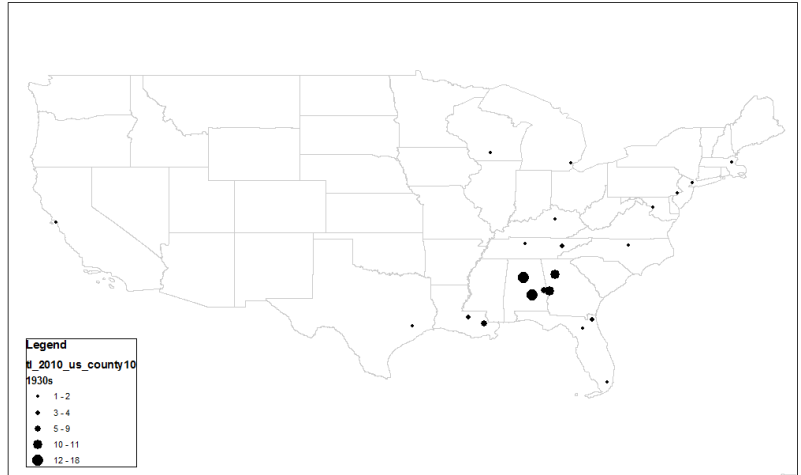 Legend
tl_2010_us_county10
1930s
1 - 2
3 - 4
5 - 9
10 - 11
12 - 18